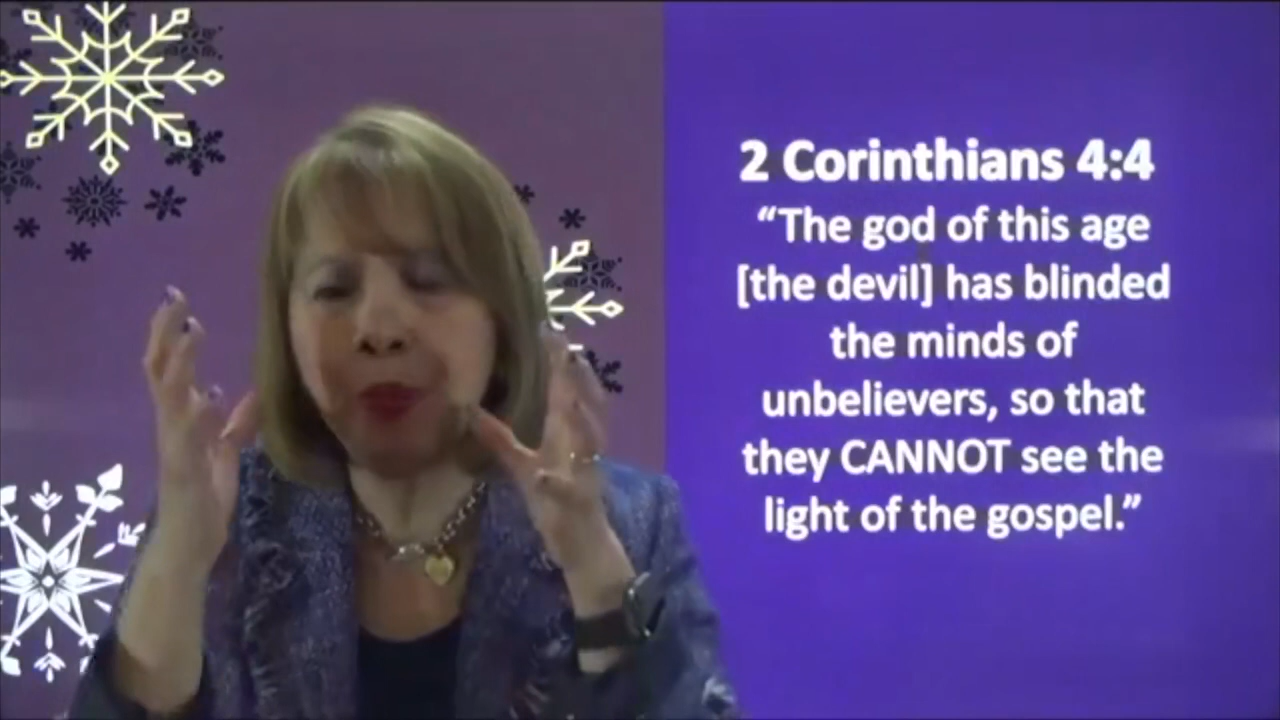 2 Corinthians 4:4
“The god of this age
[the devil] has blinded
the minds of
unbelievers, so that
they CANNOT see the
light of the gospel.”